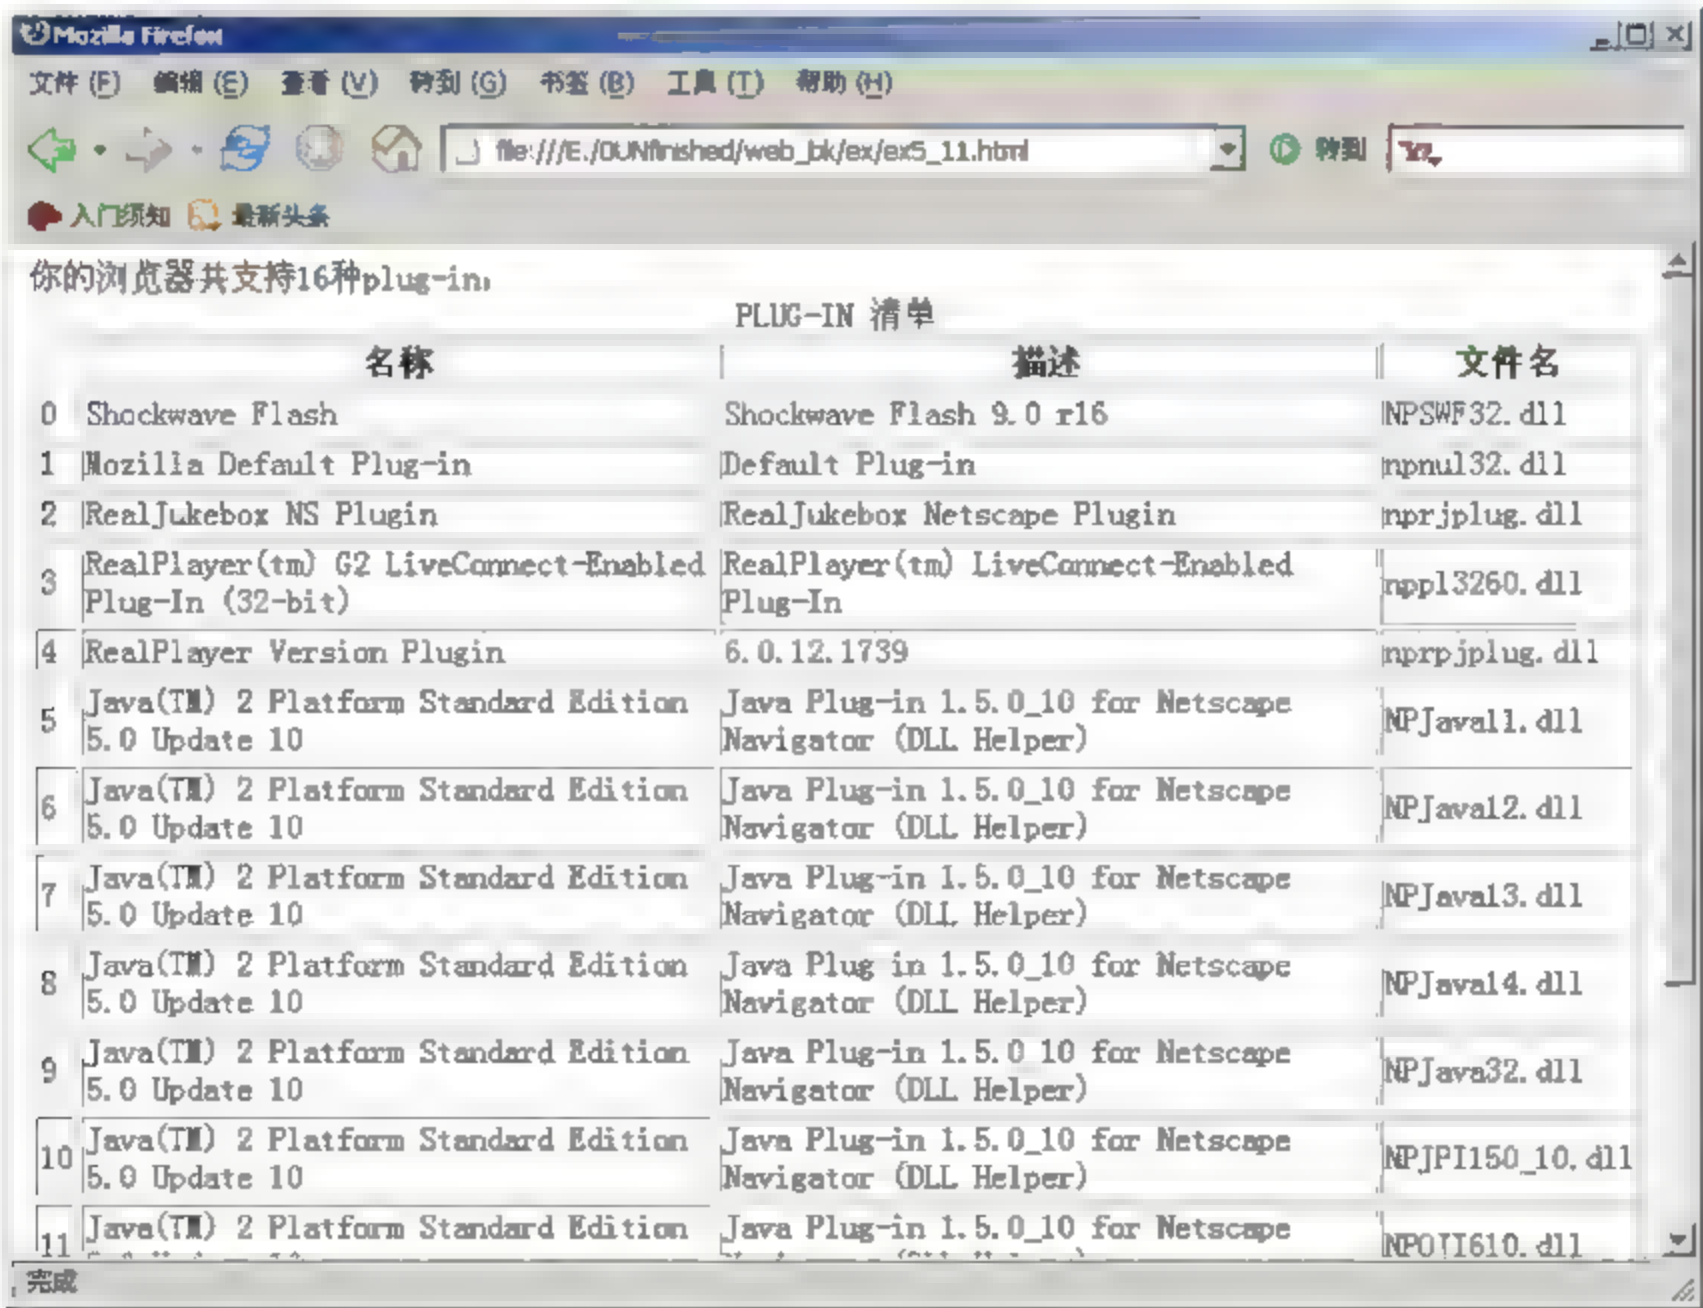 Mozilla Firefox
文件(F) 编辑(E) 查看(V) 转到(G) 书签(B) 工具(T) 帮助(H)
file:///E:/0UNfinished/web_bk/ex/ex5_11.html 转到
入门须知 最新头条
你的浏览器共支持16种plug-in:
PLUG-IN 清单
名称 描述 文件名
0 Shockwave Flash Shockwave Flash 9.0 r16 NPSWF32.dll
1 Mozilla Default Plug-in Default Plug-in npnul32.dll
2 RealJukebox NS Plugin RealJukebox Netscape Plugin nprjplug.dll
3 RealPlayer(tm) G2 LiveConnect-Enabled RealPlayer(tm) LiveConnect-Enabled nppl3260.dll
Plug-In (32-bit) Plug-In
4 RealPlayer Version Plugin 6.0.12.1739 nprpjplug.dll
5 Java(TM) 2 Platform Standard Edition Java Plug-in 1.5.0_10 for Netscape NPJava11.dll
5.0 Update 10 Navigator (DLL Helper)
6 Java(TM) 2 Platform Standard Edition Java Plug-in 1.5.0_10 for Netscape NPJava12.dll
5.0 Update 10 Navigator (DLL Helper)
7 Java(TM) 2 Platform Standard Edition Java Plug-in 1.5.0_10 for Netscape NPJava13.dll
5.0 Update 10 Navigator (DLL Helper)
8 Java(TM) 2 Platform Standard Edition Java Plug-in 1.5.0_10 for Netscape NPJava14.dll
5.0 Update 10 Navigator (DLL Helper)
9 Java(TM) 2 Platform Standard Edition Java Plug-in 1.5.0_10 for Netscape NPJava32.dll
5.0 Update 10 Navigator (DLL Helper)
10 Java(TM) 2 Platform Standard Edition Java Plug-in 1.5.0_10 for Netscape NPJPI150_10.dll
5.0 Update 10 Navigator (DLL Helper)
11 Java(TM) 2 Platform Standard Edition Java Plug-in 1.5.0_10 for Netscape NPOJI610.dll
完成